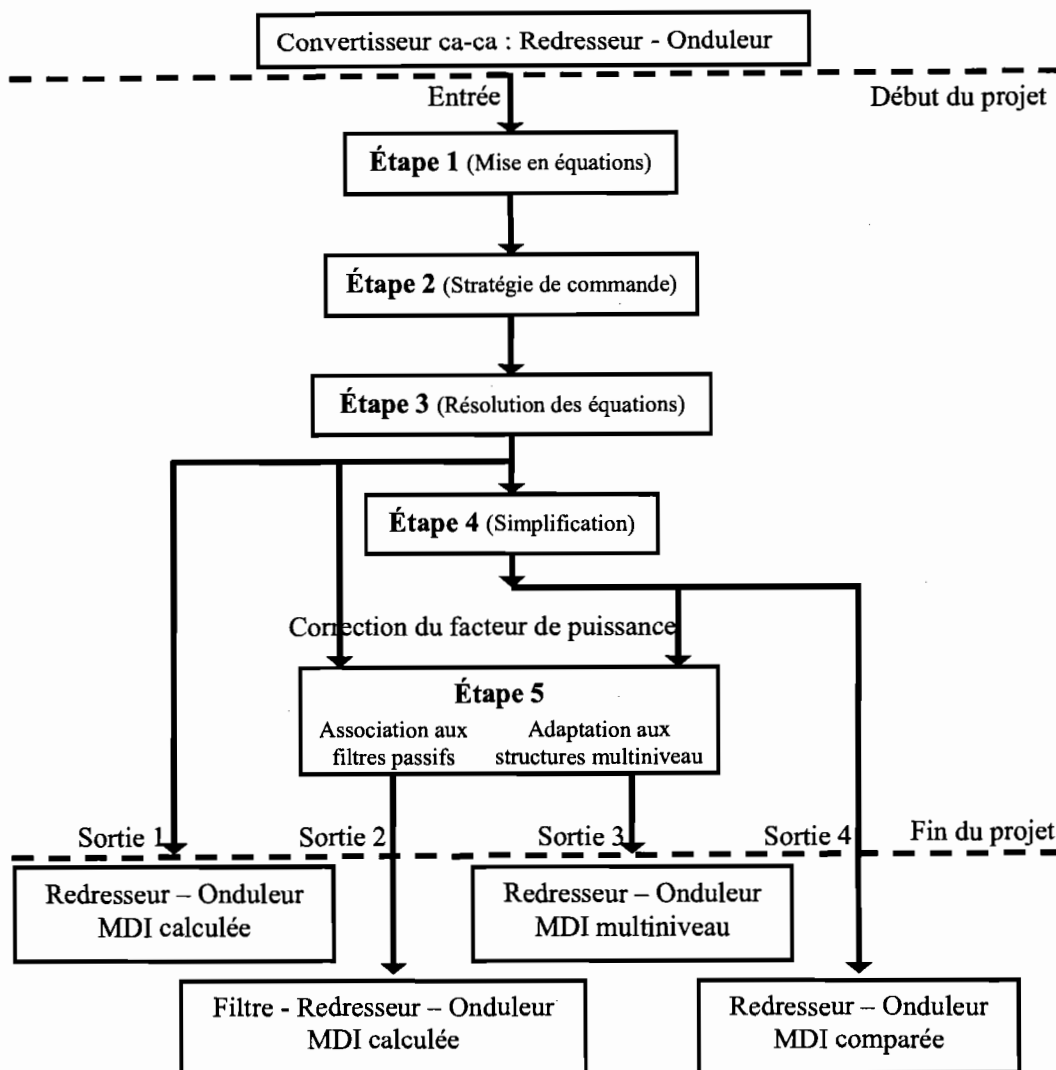 Convertisseur ca-ca : Redresseur - Onduleur
Entrée
Début du projet
Étape 1 (Mise en équations)
Étape 2 (Stratégie de commande)
Étape 3 (Résolution des équations)
Étape 4 (Simplification)
Correction du facteur de puissance
Étape 5
Association aux
filtres passifs
Adaptation aux
structures multiniveau
Sortie 1
Sortie 2
Sortie 3
Sortie 4
Fin du projet
Redresseur – Onduleur
MDI calculée
Redresseur – Onduleur
MDI multiniveau
Filtre - Redresseur – Onduleur
MDI calculée
Redresseur – Onduleur
MDI comparée